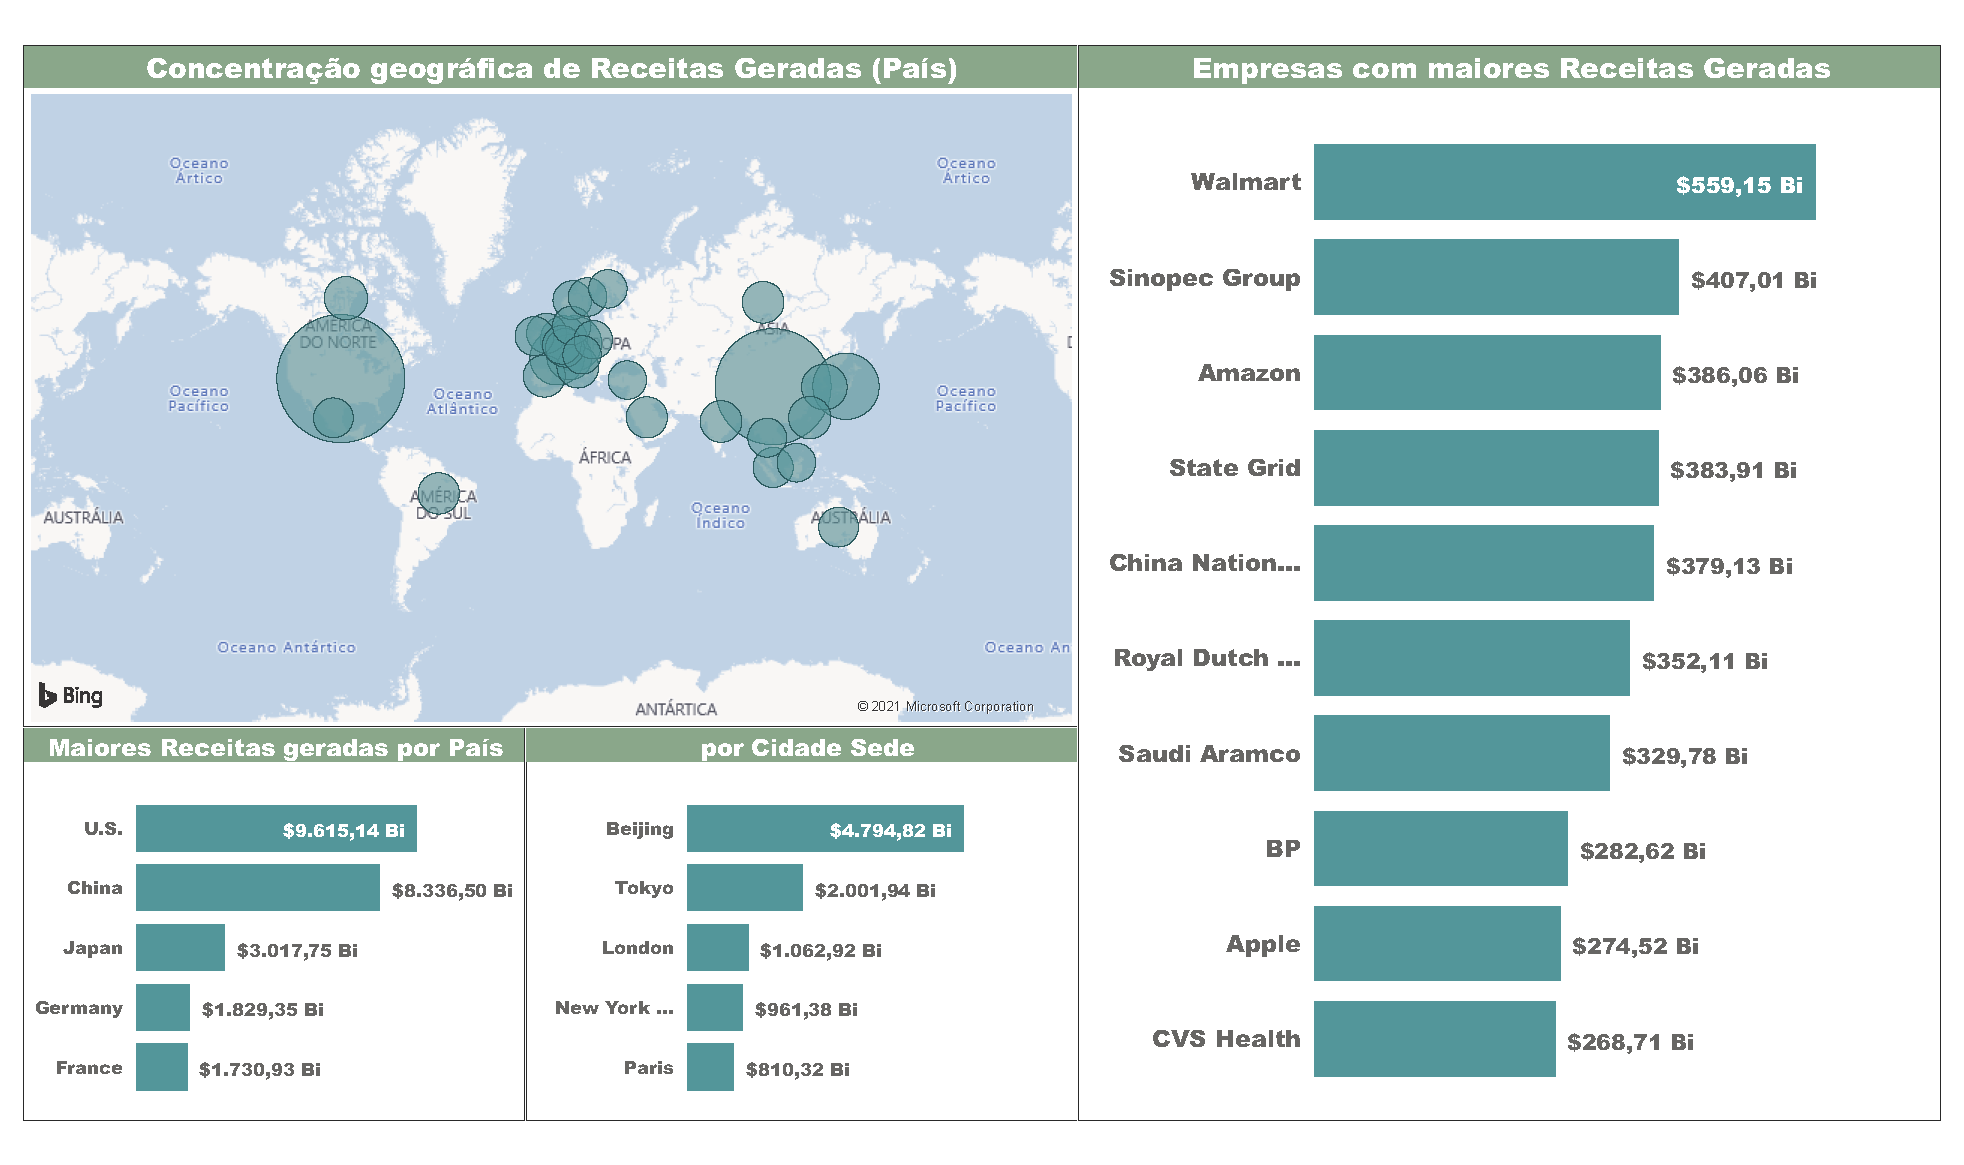 Concentração geográfica de Receitas Geradas (País)
Oceano
Ártico
Oceano
Ártico
AMÉRICA
DO NORTE
ÁSIA
OPA
Oceano
Pacífico
Oceano
Atlântico
Oceano
Pacífico
ÁFRICA
AMÉRICA
DO SUL
Oceano
Índico
AUSTRÁLIA
AUSTRÁLIA
Oceano Antártico
Oceano An
ANTÁRTICA
Bing
© 2021 Microsoft Corporation
Maiores Receitas geradas por País
U.S. $9.615,14 Bi
China $8.336,50 Bi
Japan $3.017,75 Bi
Germany $1.829,35 Bi
France $1.730,93 Bi
por Cidade Sede
Beijing $4.794,82 Bi
Tokyo $2.001,94 Bi
London $1.062,92 Bi
New York ... $961,38 Bi
Paris $810,32 Bi
Empresas com maiores Receitas Geradas
Walmart $559,15 Bi
Sinopec Group $407,01 Bi
Amazon $386,06 Bi
State Grid $383,91 Bi
China Nation... $379,13 Bi
Royal Dutch ... $352,11 Bi
Saudi Aramco $329,78 Bi
BP $282,62 Bi
Apple $274,52 Bi
CVS Health $268,71 Bi